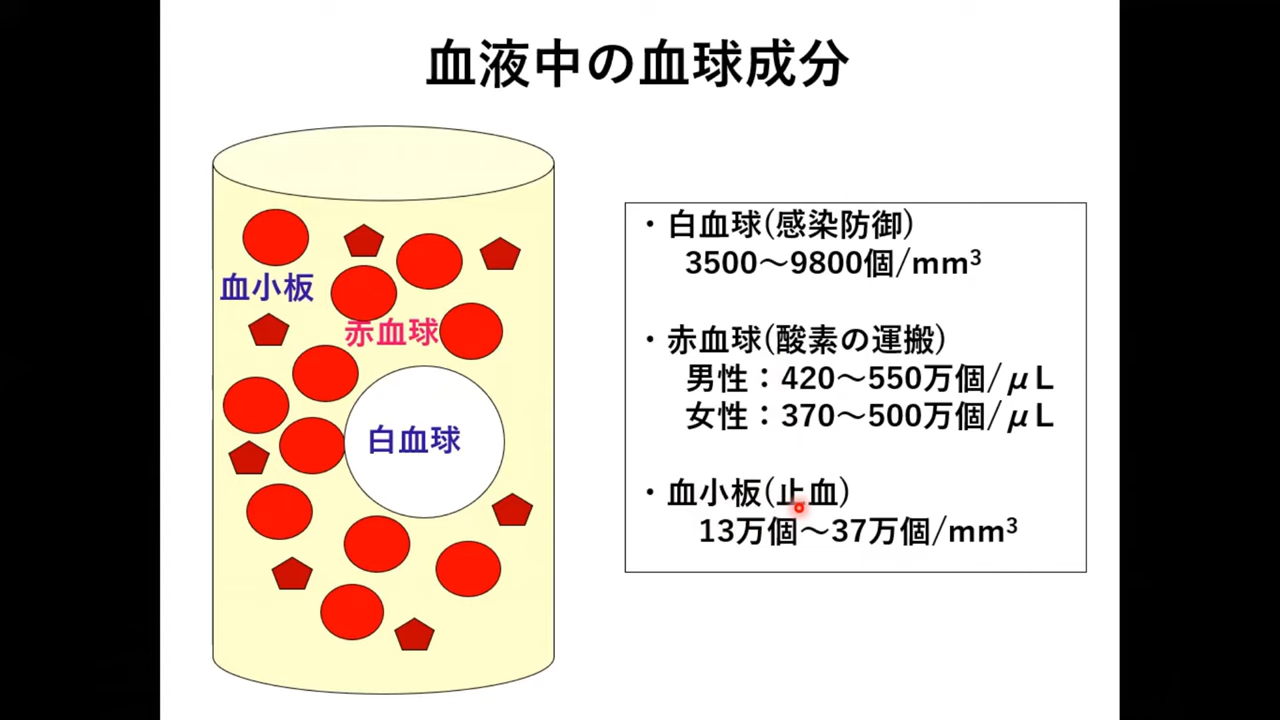 血液中の血球成分
血小板
赤血球
白血球
・白血球(感染防御)
3500～9800個/mm³
・赤血球(酸素の運搬)
男性：420～550万個/μL
女性：370～500万個/μL
・血小板(止血)
13万個～37万個/mm³